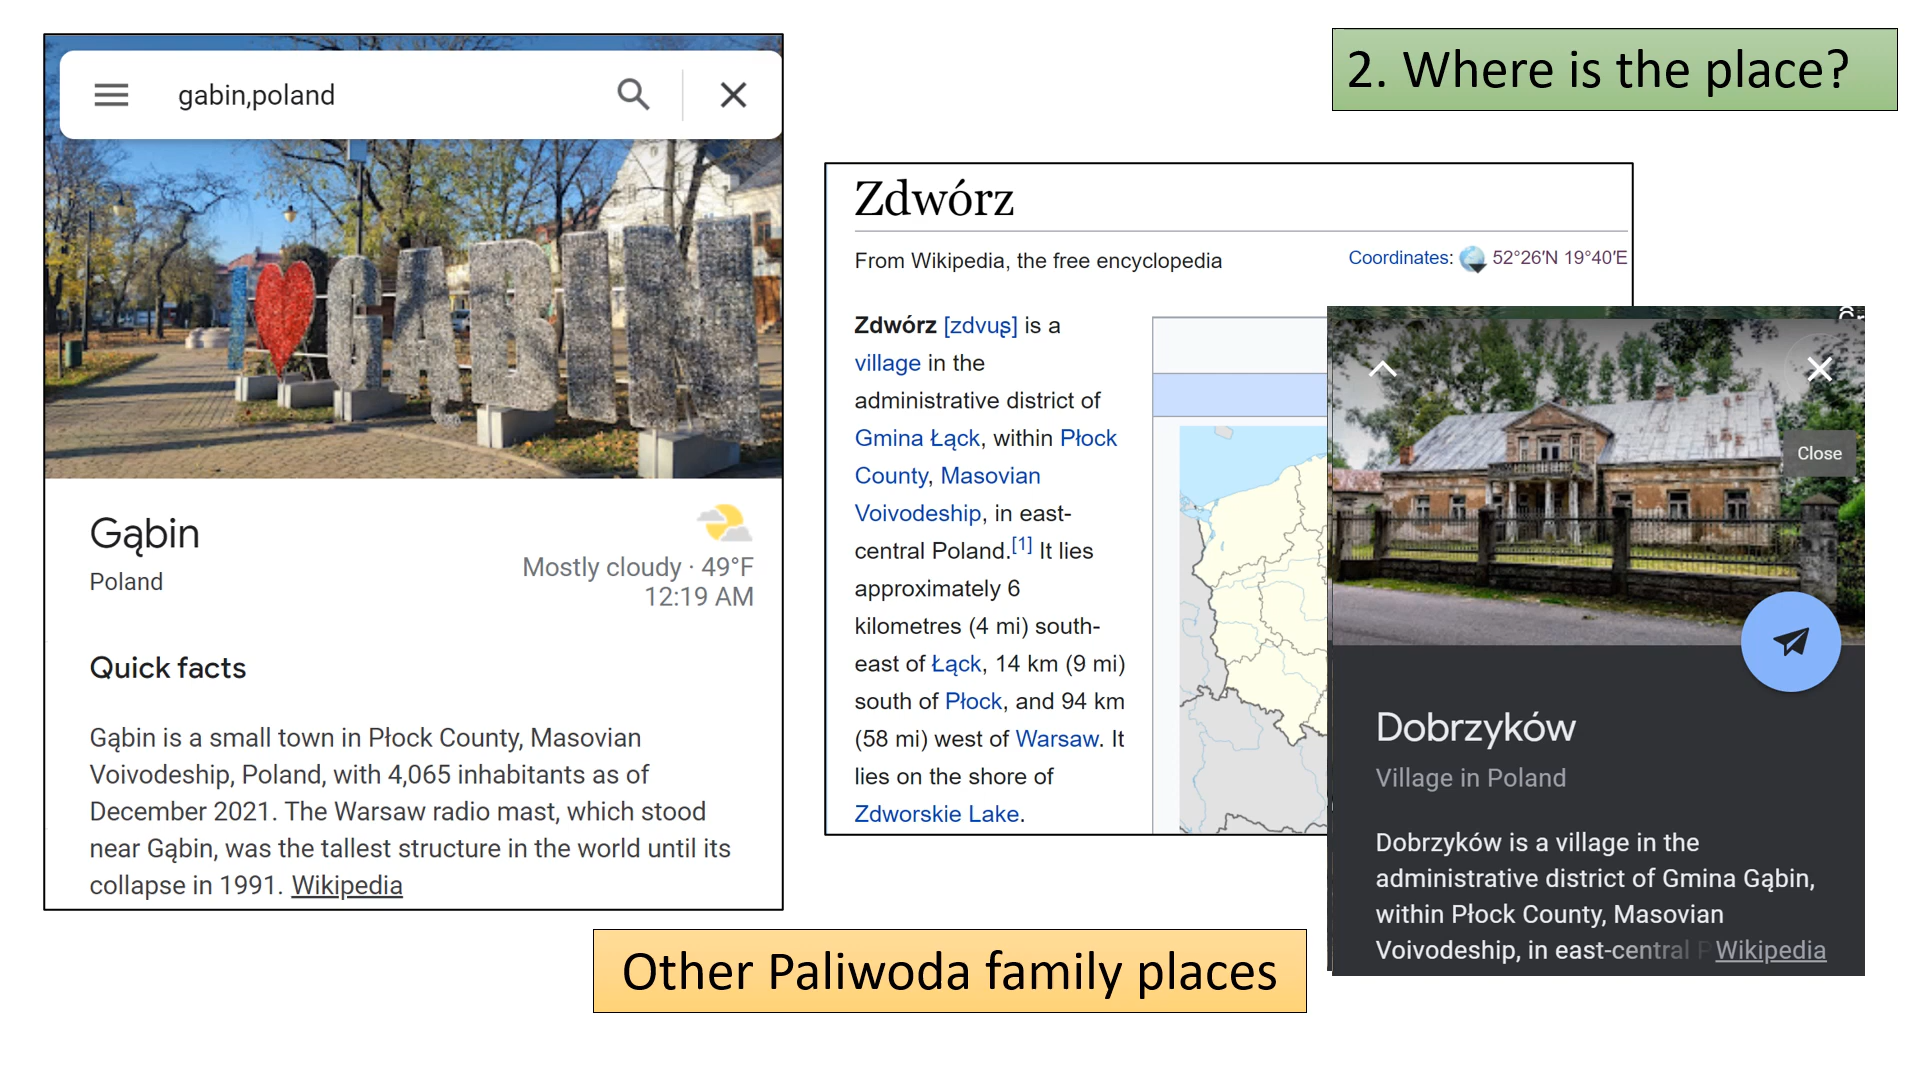 2. Where is the place?
gabin,poland
I GĄBIN
Gąbin
Poland
Mostly cloudy · 49°F
12:19 AM
Quick facts
Gąbin is a small town in Płock County, Masovian
Voivodeship, Poland, with 4,065 inhabitants as of
December 2021. The Warsaw radio mast, which stood
near Gąbin, was the tallest structure in the world until its
collapse in 1991. Wikipedia
Zdwórz
From Wikipedia, the free encyclopedia
Coordinates: 52°26′N 19°40′E
Zdwórz [zdvuʂ] is a
village in the
administrative district of
Gmina Łąck, within Płock
County, Masovian
Voivodeship, in east-
central Poland.[1] It lies
approximately 6
kilometres (4 mi) south-
east of Łąck, 14 km (9 mi)
south of Płock, and 94 km
(58 mi) west of Warsaw. It
lies on the shore of
Zdworskie Lake.
Close
Dobrzyków
Village in Poland
Dobrzyków is a village in the
administrative district of Gmina Gąbin,
within Płock County, Masovian
Voivodeship, in east-central P Wikipedia
Other Paliwoda family places